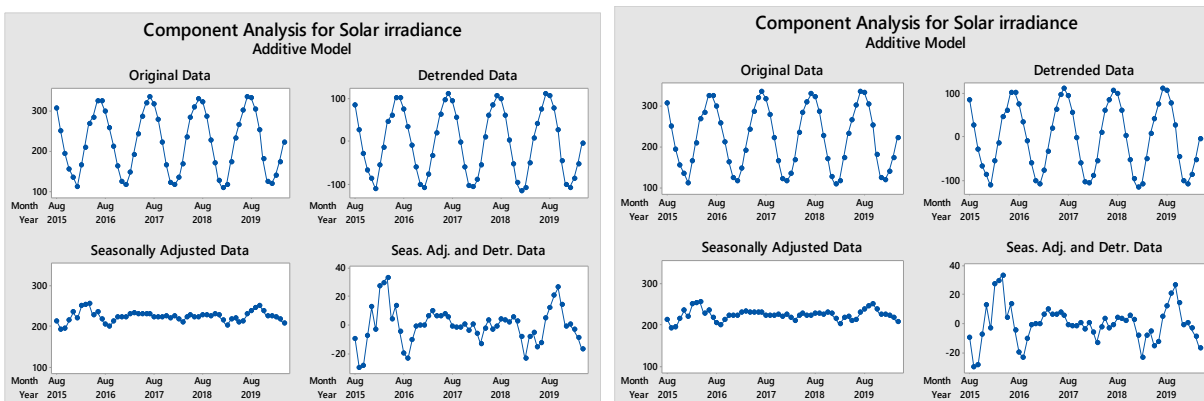 Component Analysis for Solar irradiance
Additive Model
Original Data
Detrended Data
300
200
100
100
0
-100
Month Aug Aug Aug Aug Aug
Year 2015 2016 2017 2018 2019
Aug Aug Aug Aug Aug
2015 2016 2017 2018 2019
Seasonally Adjusted Data
Seas. Adj. and Detr. Data
300
200
100
40
20
0
-20
Month Aug Aug Aug Aug Aug
Year 2015 2016 2017 2018 2019
Aug Aug Aug Aug Aug
2015 2016 2017 2018 2019
Component Analysis for Solar irradiance
Additive Model
Original Data
Detrended Data
300
200
100
100
0
-100
Month Aug Aug Aug Aug Aug
Year 2015 2016 2017 2018 2019
Aug Aug Aug Aug Aug
2015 2016 2017 2018 2019
Seasonally Adjusted Data
Seas. Adj. and Detr. Data
300
200
100
40
20
0
-20
Month Aug Aug Aug Aug Aug
Year 2015 2016 2017 2018 2019
Aug Aug Aug Aug Aug
2015 2016 2017 2018 2019